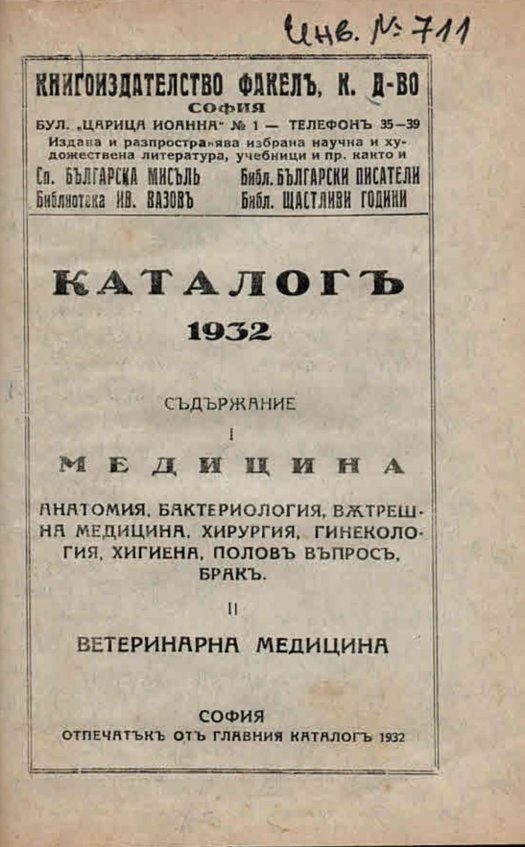 Инв. № 711
КНИГОИЗДАТЕЛСТВО ФАКЕЛЪ, К. Д-ВО
СОФИЯ
БУЛ. „ЦАРИЦА ИОАННА" № 1 — ТЕЛЕФОНЪ 35—39
Издава и разпространява избрана научна и ху-
дожествена литература, учебници и пр. както и
Сп. БЪЛГАРСКА МИСЪЛЬ Библ. БЪЛГАРСКИ ПИСАТЕЛИ
Библиотека ИВ. ВАЗОВЪ Библ. ЩАСТЛИВИ ГОДИНИ
КАТАЛОГЪ
1932
СЪДЪРЖАНИЕ
I
МЕДИЦИНА
АНАТОМИЯ, БАКТЕРИОЛОГИЯ, ВѪТРЕШ-
НА МЕДИЦИНА, ХИРУРГИЯ, ГИНЕКОЛО-
ГИЯ, ХИГИЕНА, ПОЛОВЪ ВЪПРОСЪ,
БРАКЪ.
II
ВЕТЕРИНАРНА МЕДИЦИНА
СОФИЯ
ОТПЕЧАТЪКЪ ОТЪ ГЛАВНИЯ КАТАЛОГЪ 1932